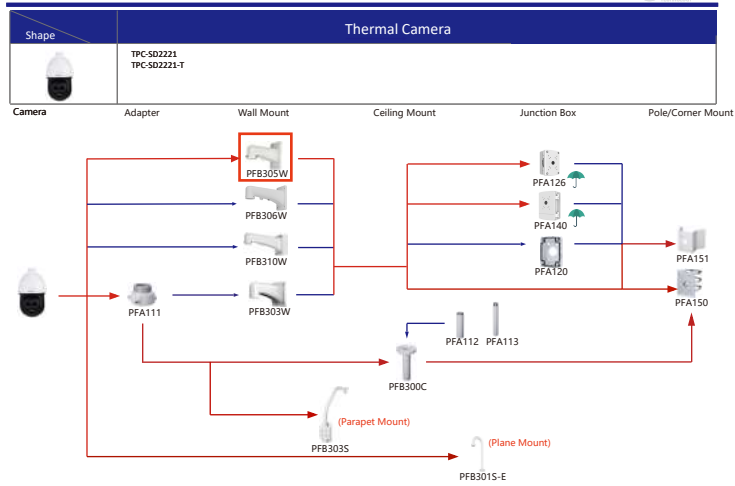 Shape
Thermal Camera
TPC-SD2221
TPC-SD2221-T
Camera
Adapter
Wall Mount
Ceiling Mount
Junction Box
Pole/Corner Mount
PFB305W
PFA126
PFB306W
PFA140
PFB310W
PFA120
PFA151
PFA111
PFB303W
PFA150
PFA112
PFA113
PFB300C
(Parapet Mount)
PFB303S
(Plane Mount)
PFB301S-E